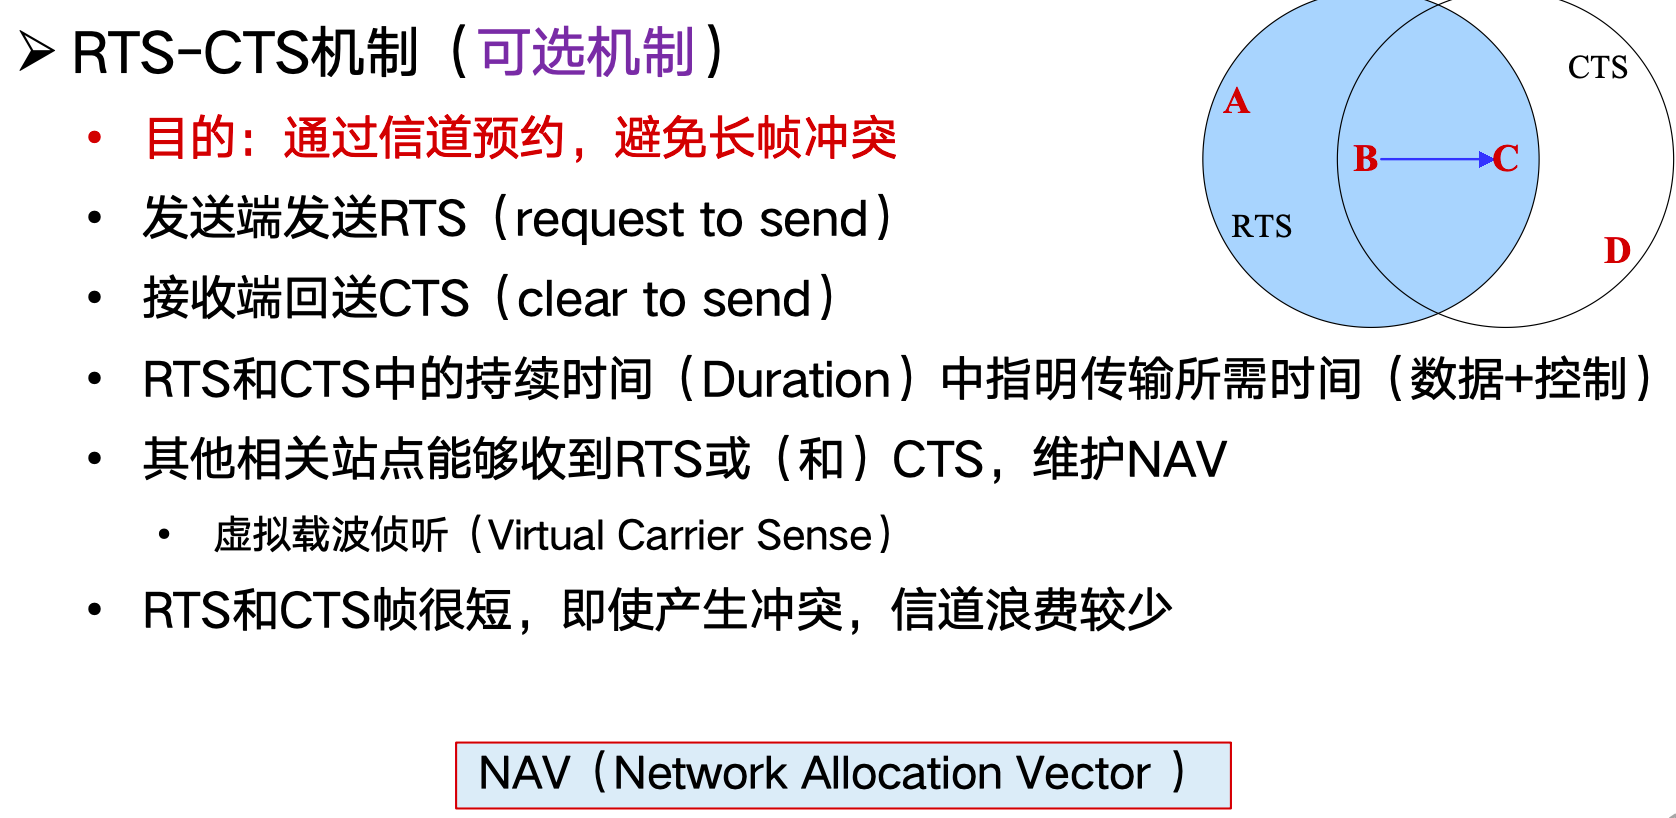 ➢ RTS-CTS机制（可选机制）
• 目的：通过信道预约，避免长帧冲突
• 发送端发送RTS（request to send）
• 接收端回送CTS（clear to send）
• RTS和CTS中的持续时间（Duration）中指明传输所需时间（数据+控制）
• 其他相关站点能够收到RTS或（和）CTS，维护NAV
• 虚拟载波侦听（Virtual Carrier Sense）
• RTS和CTS帧很短，即使产生冲突，信道浪费较少
NAV（Network Allocation Vector ）
CTS
A
B C
RTS
D